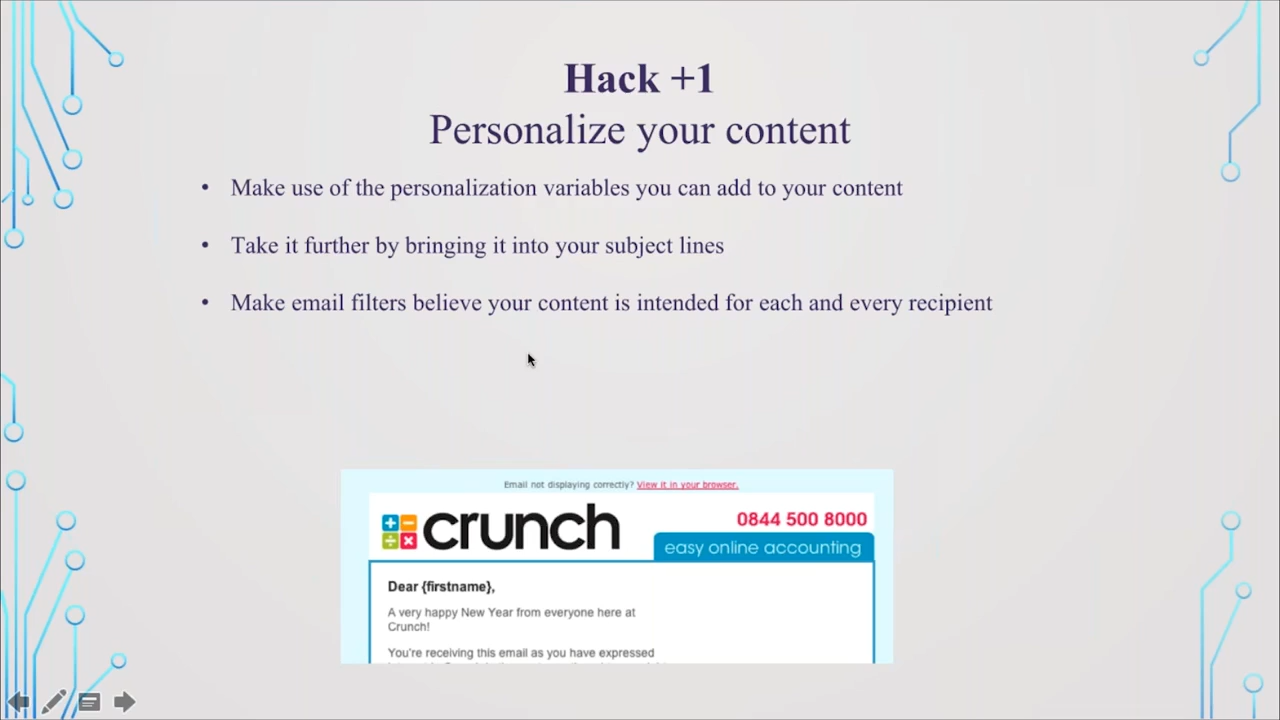 Hack +1
Personalize your content
• Make use of the personalization variables you can add to your content
• Take it further by bringing it into your subject lines
• Make email filters believe your content is intended for each and every recipient
Email not displaying correctly? View it in your browser.
crunch
0844 500 8000
easy online accounting
Dear {firstname},
A very happy New Year from everyone here at
Crunch!
You're receiving this email as you have expressed